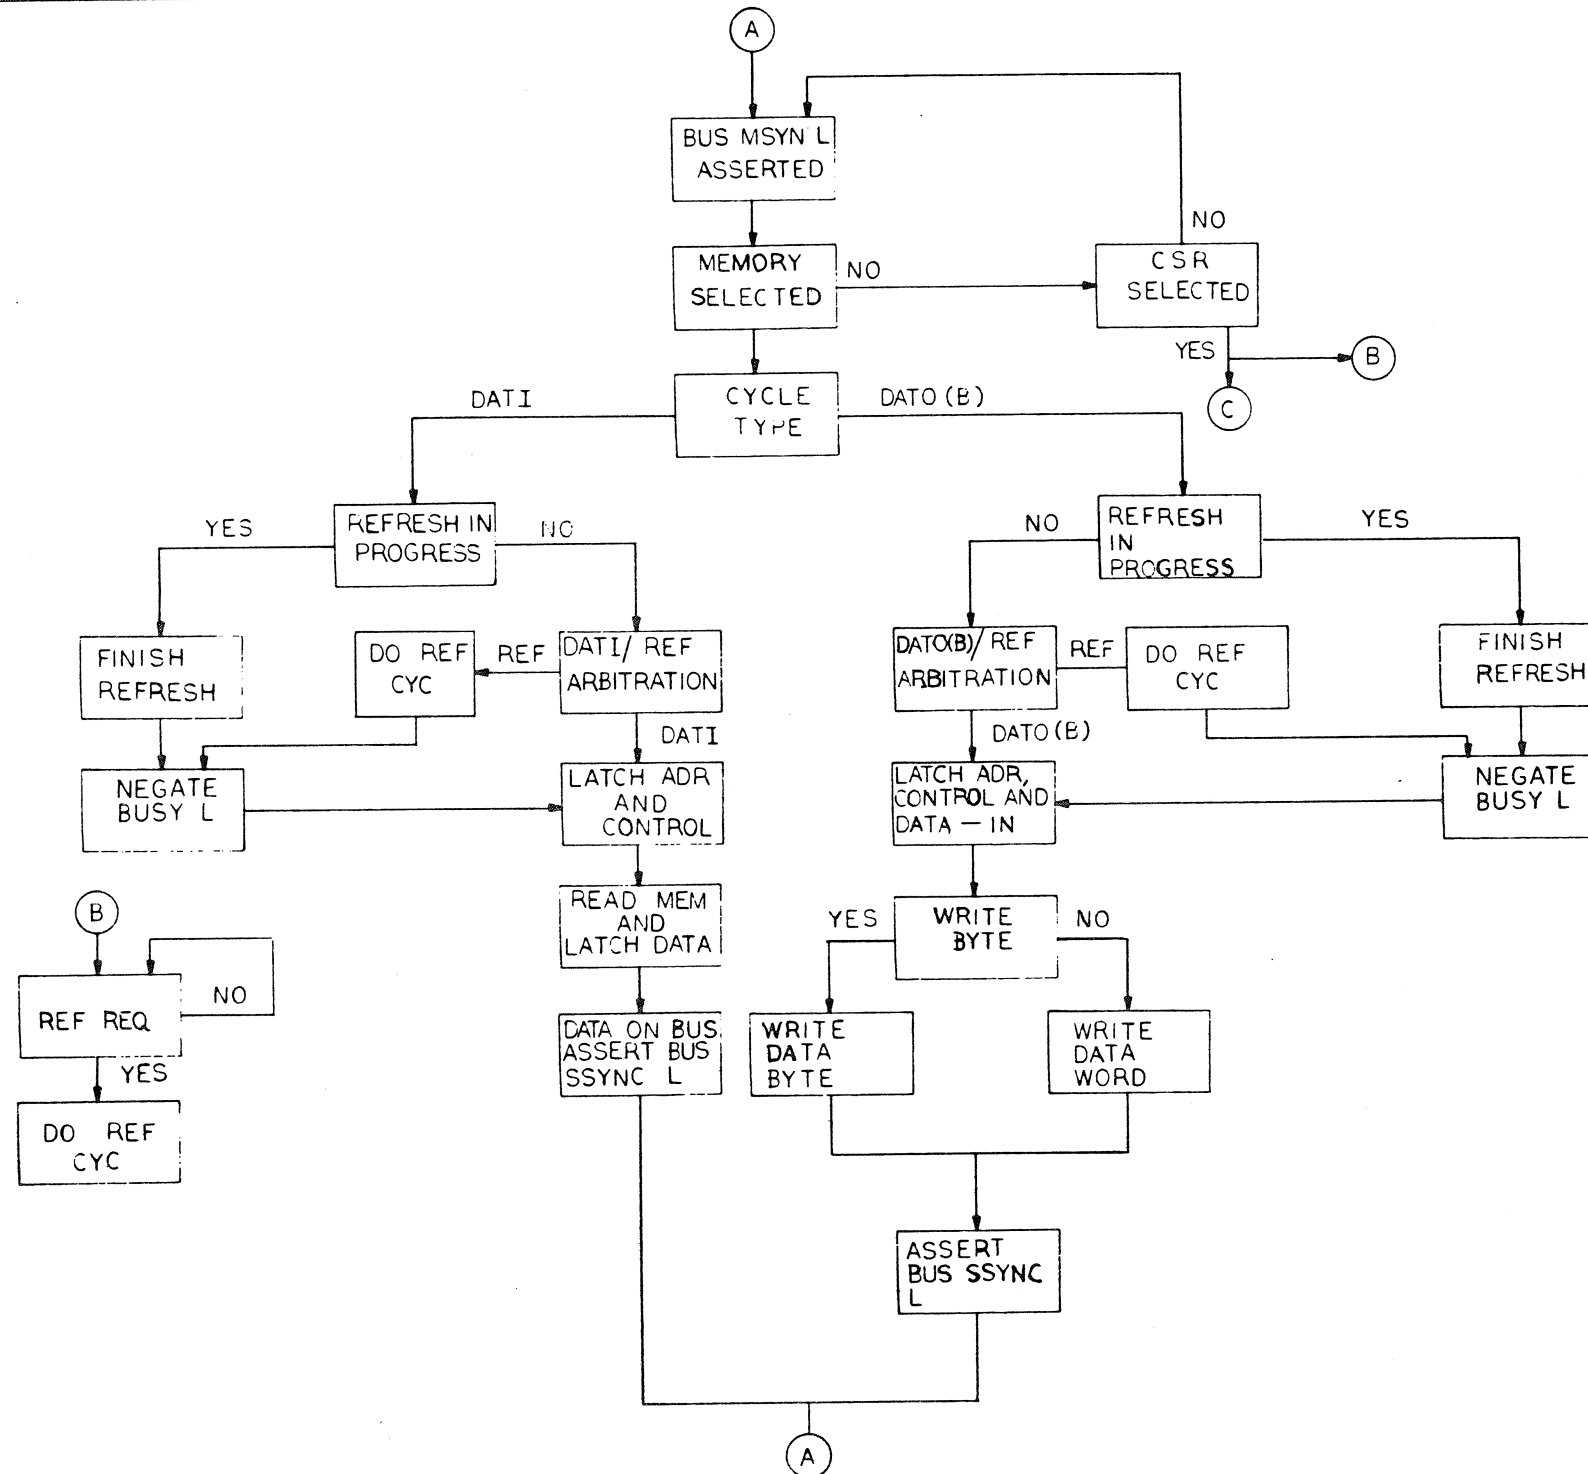 A
BUS MSYN L
ASSERTED
NO
MEMORY
SELECTED
NO
CSR
SELECTED
YES
B
C
DATI
CYCLE
TYPE
DATO (B)
YES
REFRESH IN
PROGRESS
NO
NO
REFRESH
IN
PROGRESS
YES
FINISH
REFRESH
DO REF
CYC
REF
DATI/ REF
ARBITRATION
DATO(B)/ REF
ARBITRATION
REF
DO REF
CYC
FINISH
REFRESH
DATI
DATO (B)
NEGATE
BUSY L
LATCH ADR
AND
CONTROL
LATCH ADR,
CONTROL AND
DATA - IN
NEGATE
BUSY L
B
READ MEM
AND
LATCH DATA
YES
WRITE
BYTE
NO
REF REQ
NO
YES
DATA ON BUS
ASSERT BUS
SSYNC L
WRITE
DATA
BYTE
WRITE
DATA
WORD
DO REF
CYC
ASSERT
BUS SSYNC
L
A